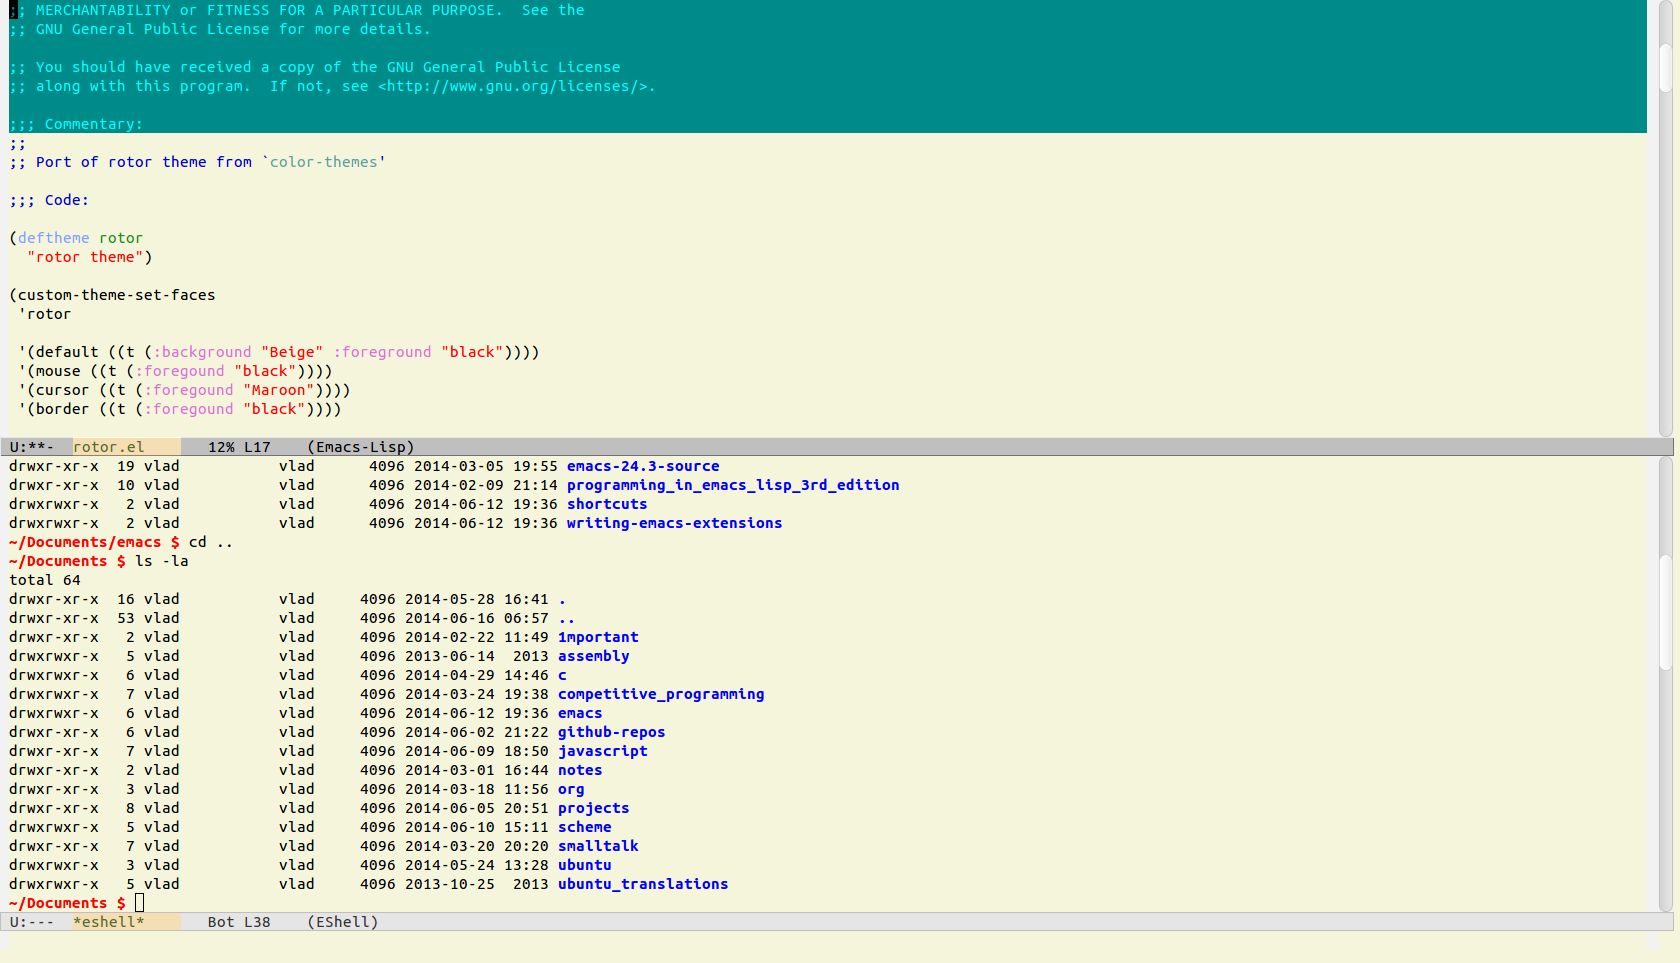 ;; MERCHANTABILITY or FITNESS FOR A PARTICULAR PURPOSE.  See the
;; GNU General Public License for more details.
;; You should have received a copy of the GNU General Public License
;; along with this program.  If not, see <http://www.gnu.org/licenses/>.
;;; Commentary:
;;
;; Port of rotor theme from `color-themes'
;;; Code:
(deftheme rotor
  "rotor theme")
(custom-theme-set-faces
 'rotor
 '(default ((t (:background "Beige" :foreground "black"))))
 '(mouse ((t (:foregound "black"))))
 '(cursor ((t (:foregound "Maroon"))))
 '(border ((t (:foregound "black"))))
U:**-  rotor.el       12% L17    (Emacs-Lisp)
drwxr-xr-x  19 vlad           vlad      4096 2014-03-05 19:55 emacs-24.3-source
drwxr-xr-x  10 vlad           vlad      4096 2014-02-09 21:14 programming_in_emacs_lisp_3rd_edition
drwxrwxr-x   2 vlad           vlad      4096 2014-06-12 19:36 shortcuts
drwxrwxr-x   2 vlad           vlad      4096 2014-06-12 19:36 writing-emacs-extensions
~/Documents/emacs $ cd ..
~/Documents $ ls -la
total 64
drwxr-xr-x  16 vlad           vlad     4096 2014-05-28 16:41 .
drwxr-xr-x  53 vlad           vlad     4096 2014-06-16 06:57 ..
drwxr-xr-x   2 vlad           vlad     4096 2014-02-22 11:49 1mportant
drwxrwxr-x   5 vlad           vlad     4096 2013-06-14  2013 assembly
drwxrwxr-x   6 vlad           vlad     4096 2014-04-29 14:46 c
drwxr-xr-x   7 vlad           vlad     4096 2014-03-24 19:38 competitive_programming
drwxrwxr-x   6 vlad           vlad     4096 2014-06-12 19:36 emacs
drwxrwxr-x   6 vlad           vlad     4096 2014-06-02 21:22 github-repos
drwxr-xr-x   7 vlad           vlad     4096 2014-06-09 18:50 javascript
drwxr-xr-x   2 vlad           vlad     4096 2014-03-01 16:44 notes
drwxr-xr-x   3 vlad           vlad     4096 2014-03-18 11:56 org
drwxr-xr-x   8 vlad           vlad     4096 2014-06-05 20:51 projects
drwxrwxr-x   5 vlad           vlad     4096 2014-06-10 15:11 scheme
drwxrwxr-x   7 vlad           vlad     4096 2014-03-20 20:20 smalltalk
drwxrwxr-x   3 vlad           vlad     4096 2014-05-24 13:28 ubuntu
drwxrwxr-x   5 vlad           vlad     4096 2013-10-25  2013 ubuntu_translations
~/Documents $
U:---  *eshell*       Bot L38    (EShell)